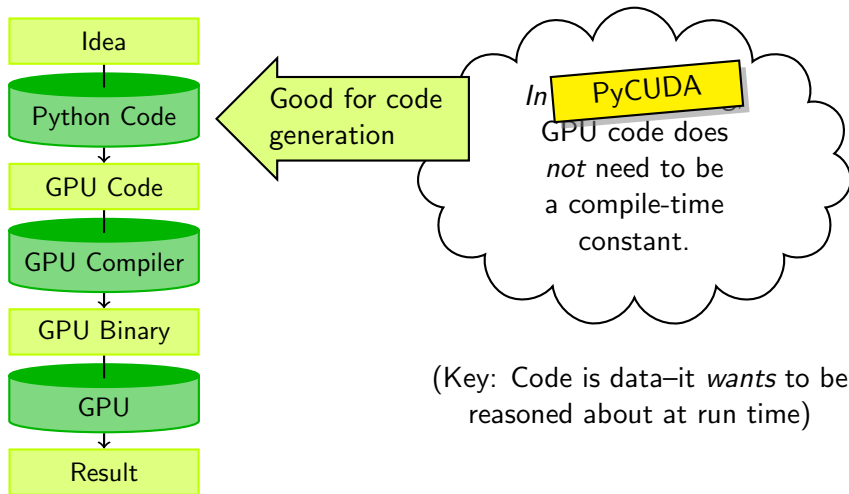 Idea
Python Code
GPU Code
GPU Compiler
GPU Binary
GPU
Result
Good for code
generation
In
PyCUDA
GPU code does
not need to be
a compile-time
constant.
(Key: Code is data–it wants to be
reasoned about at run time)